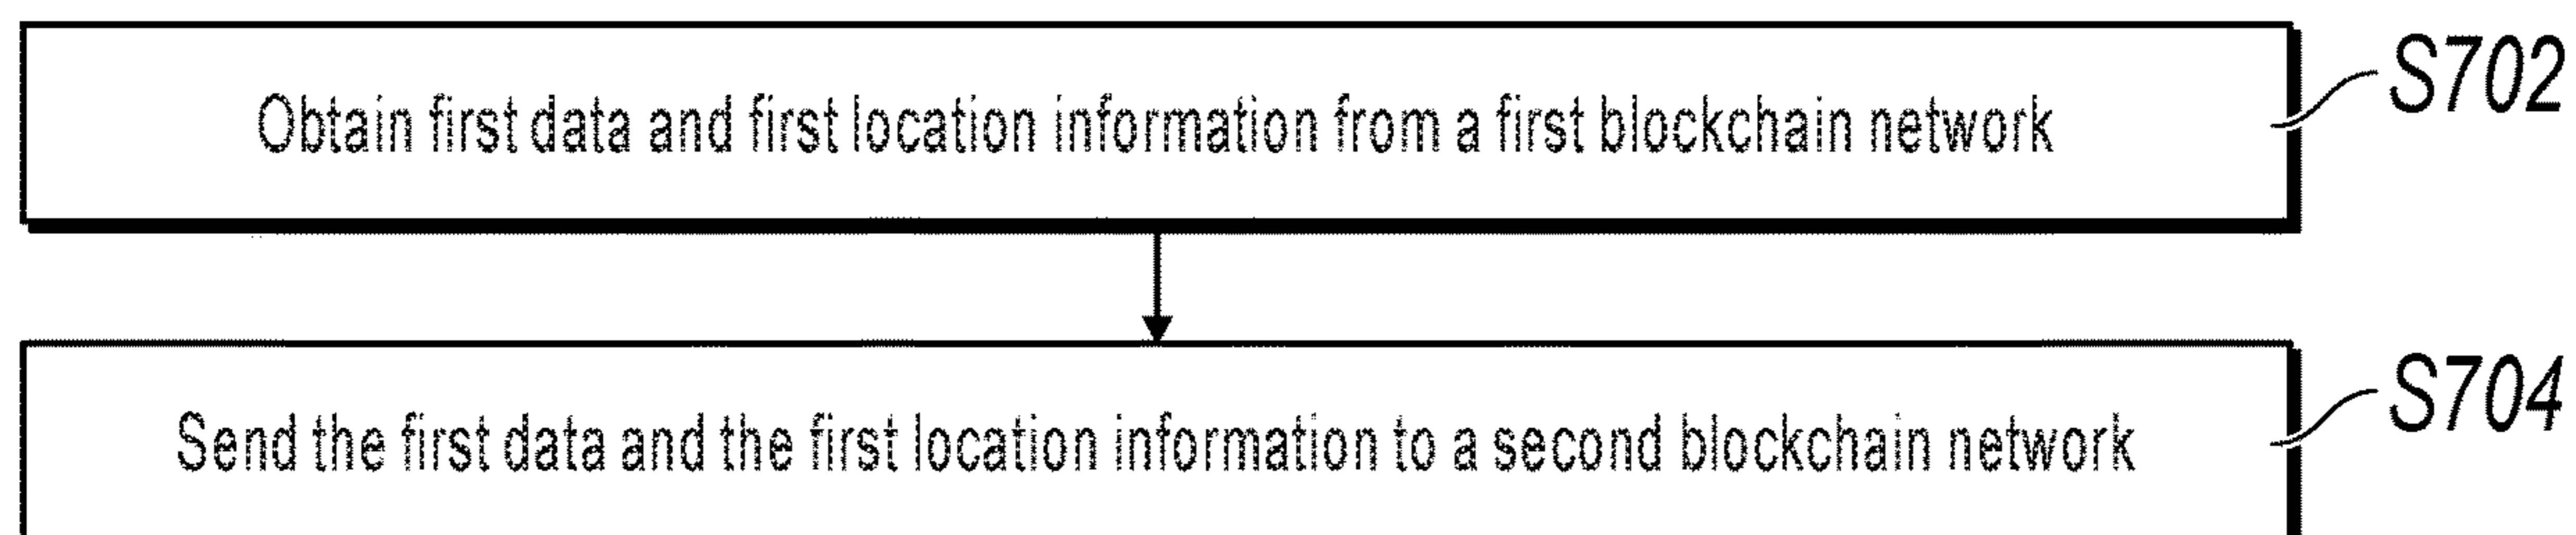 Obtain first data and first location information from a first blockchain network
S702
Send the first data and the first location information to a second blockchain network
S704